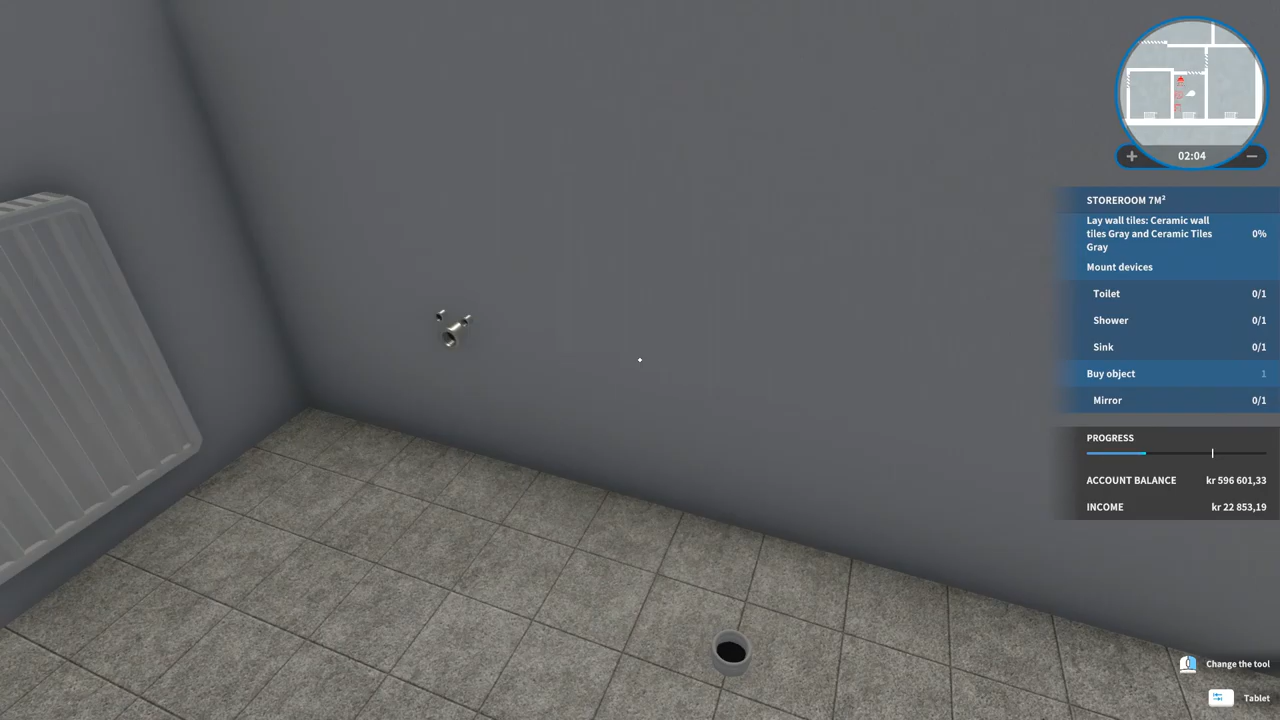 02:04
STOREROOM 7M²
Lay wall tiles: Ceramic wall
tiles Gray and Ceramic Tiles
Gray 0%
Mount devices
Toilet 0/1
Shower 0/1
Sink 0/1
Buy object 1
Mirror 0/1
PROGRESS
ACCOUNT BALANCE kr 596 601,33
INCOME kr 22 853,19
Change the tool
Tablet